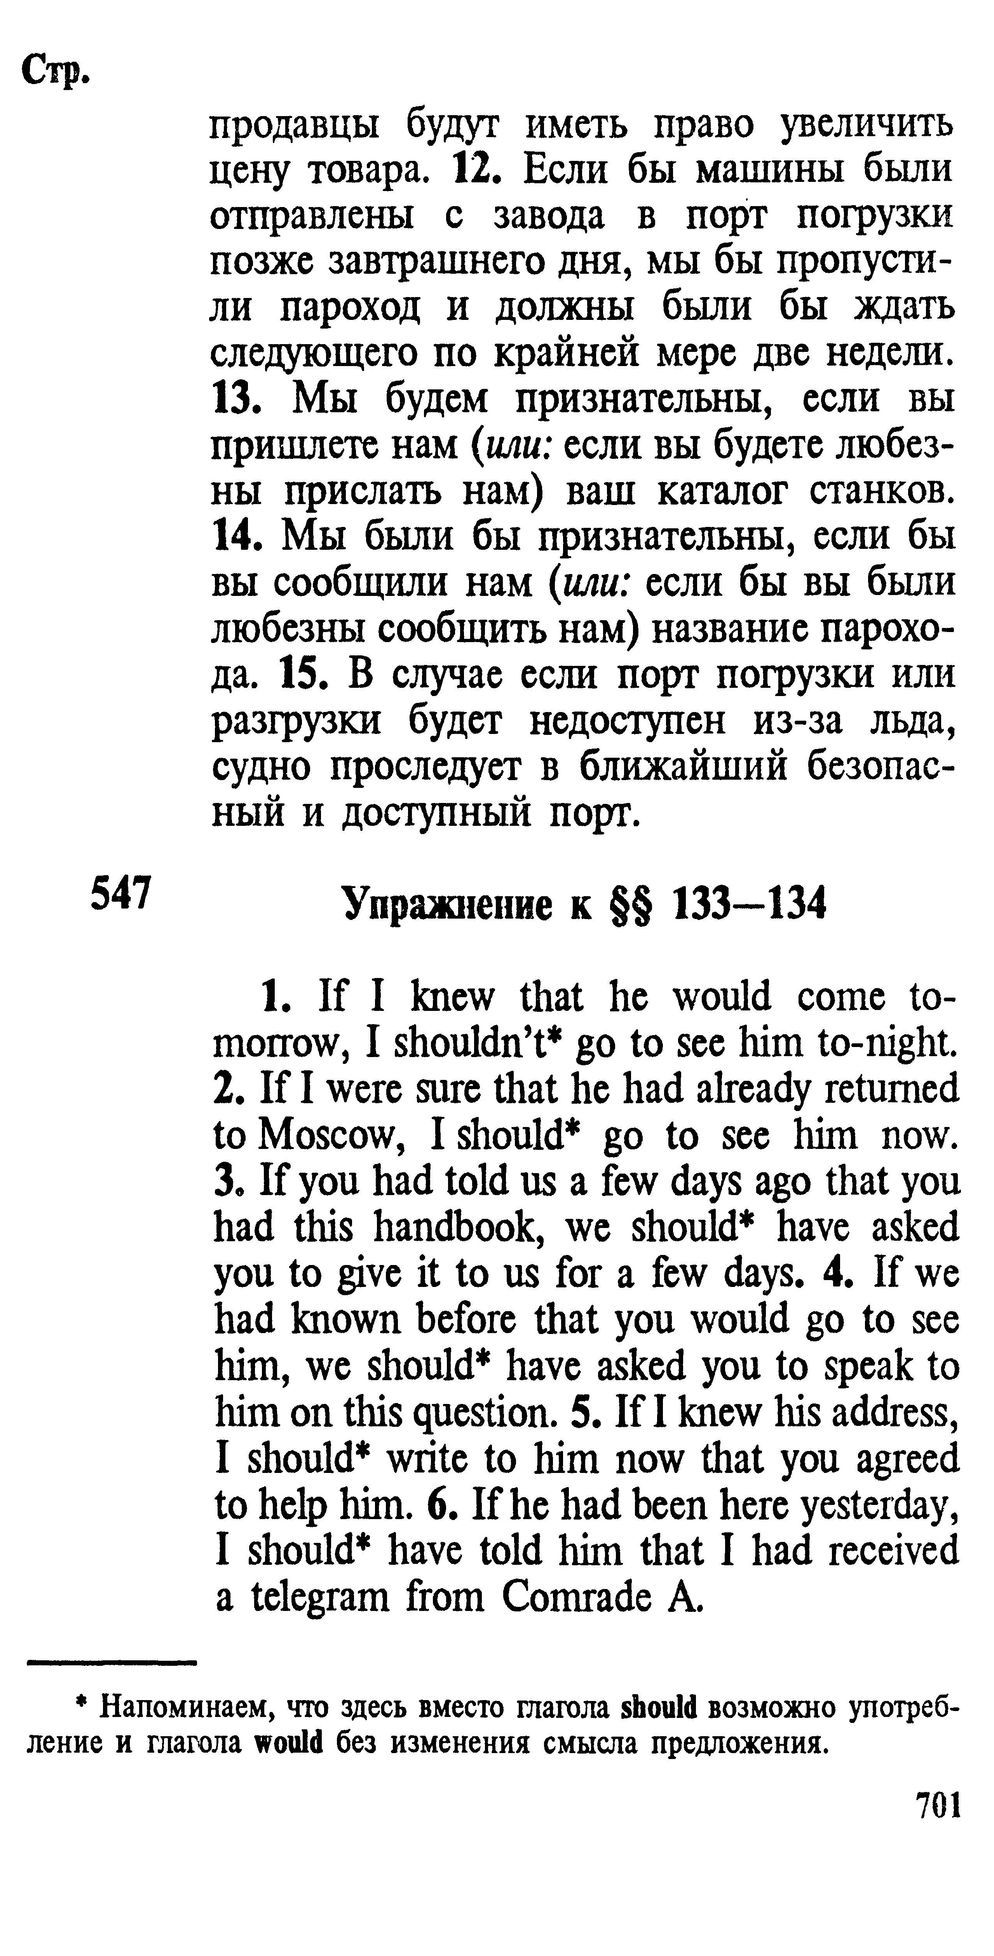 Стр.
продавцы будут иметь право увеличить
цену товара. 12. Если бы машины были
отправлены с завода в порт погрузки
позже завтрашнего дня, мы бы пропусти-
ли пароход и должны были бы ждать
следующего по крайней мере две недели.
13. Мы будем признательны, если вы
пришлете нам (или: если вы будете любез-
ны прислать нам) ваш каталог станков.
14. Мы были бы признательны, если бы
вы сообщили нам (или: если бы вы были
любезны сообщить нам) название парохо-
да. 15. В случае если порт погрузки или
разгрузки будет недоступен из-за льда,
судно проследует в ближайший безопас-
ный и доступный порт.
547 Упражнение к §§ 133—134
1. If I knew that he would come to-
morrow, I shouldn't* go to see him to-night.
2. If I were sure that he had already returned
to Moscow, I should* go to see him now.
3. If you had told us a few days ago that you
had this handbook, we should* have asked
you to give it to us for a few days. 4. If we
had known before that you would go to see
him, we should* have asked you to speak to
him on this question. 5. If I knew his address,
I should* write to him now that you agreed
to help him. 6. If he had been here yesterday,
I should* have told him that I had received
a telegram from Comrade A.
* Напоминаем, что здесь вместо глагола should возможно употреб-
ление и глагола would без изменения смысла предложения.
701